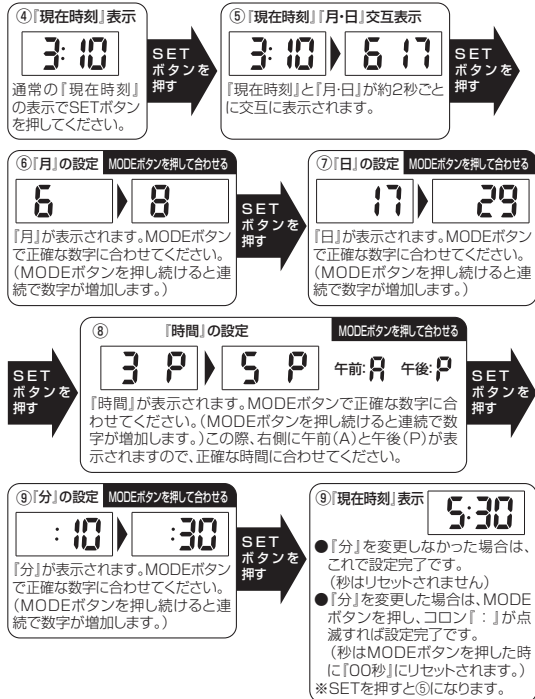 ④『現在時刻』表示
3:10
通常の『現在時刻』
の表示でSETボタン
を押してください。
SET
ボタンを
押す
⑤『現在時刻』『月・日』交互表示
3:10 6 17
『現在時刻』と『月・日』が約2秒ごと
に交互に表示されます。
SET
ボタンを
押す
⑥『月』の設定 MODEボタンを押して合わせる
6 8
『月』が表示されます。MODEボタン
で正確な数字に合わせてください。
(MODEボタンを押し続けると連
続で数字が増加します。)
SET
ボタンを
押す
⑦『日』の設定 MODEボタンを押して合わせる
17 29
『日』が表示されます。MODEボタン
で正確な数字に合わせてください。
(MODEボタンを押し続けると連
続で数字が増加します。)
SET
ボタンを
押す
⑧ 『時間』の設定 MODEボタンを押して合わせる
3 P 5 P 午前:A 午後:P
『時間』が表示されます。MODEボタンで正確な数字に合
わせてください。(MODEボタンを押し続けると連続で数
字が増加します。)この際、右側に午前(A)と午後(P)が表
示されますので、正確な時間に合わせてください。
SET
ボタンを
押す
⑨『分』の設定 MODEボタンを押して合わせる
:10 :30
『分』が表示されます。MODEボタン
で正確な数字に合わせてください。
(MODEボタンを押し続けると連
続で数字が増加します。)
SET
ボタンを
押す
⑨『現在時刻』表示 5:30
●『分』を変更しなかった場合は、
これで設定完了です。
(秒はリセットされません)
●『分』を変更した場合は、MODE
ボタンを押し、コロン『:』が点
滅すれば設定完了です。
(秒はMODEボタンを押した時
に『00秒』にリセットされます。)
※SETを押すと⑤になります。